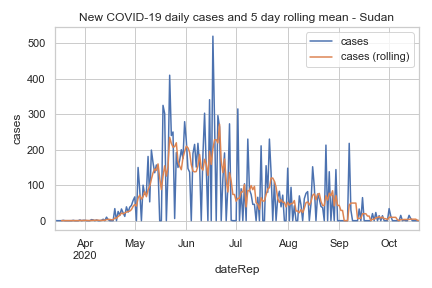 New COVID-19 daily cases and 5 day rolling mean - Sudan
cases
cases (rolling)
500
400
300
200
100
0
cases
Apr
2020
May
Jun
Jul
Aug
Sep
Oct
dateRep